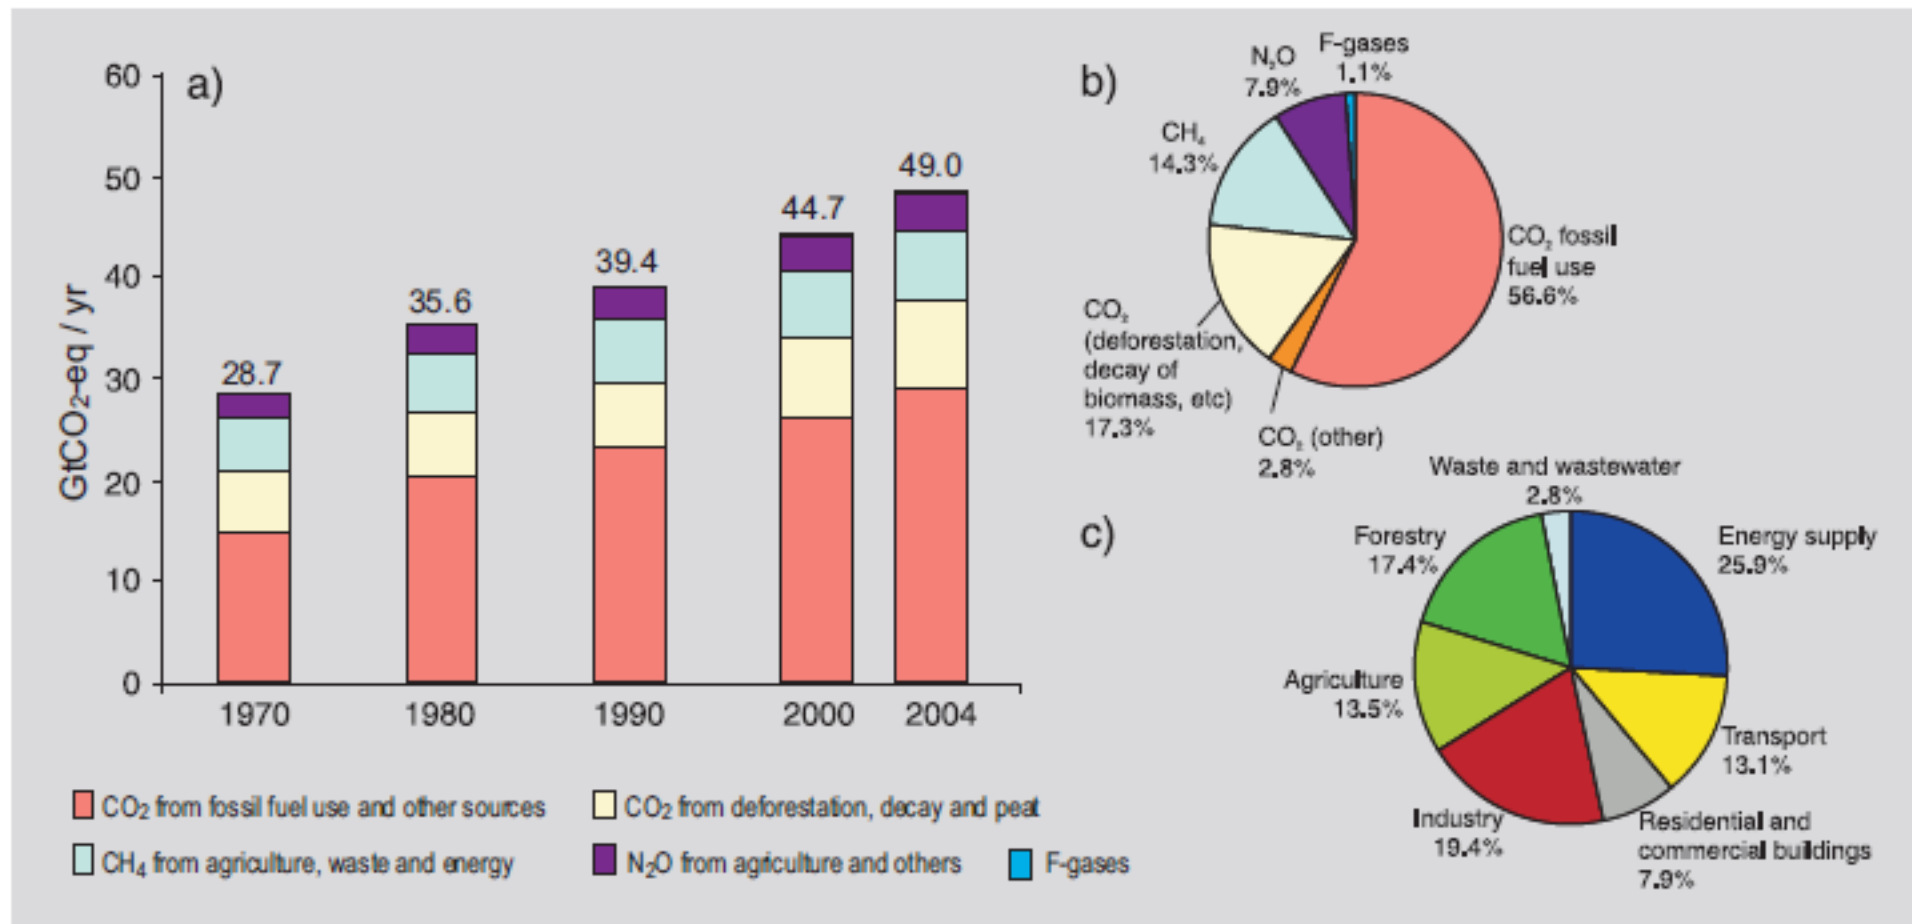 a)
60
50
40
30
20
10
0
GtCO₂-eq / yr
28.7
35.6
39.4
44.7
49.0
1970
1980
1990
2000
2004
CO₂ from fossil fuel use and other sources
CO₂ from deforestation, decay and peat
CH₄ from agriculture, waste and energy
N₂O from agriculture and others
F-gases
b)
F-gases
1.1%
N₂O
7.9%
CH₄
14.3%
CO₂ fossil
fuel use
56.6%
CO₂
(deforestation,
decay of
biomass, etc)
17.3%
CO₂ (other)
2.8%
c)
Waste and wastewater
2.8%
Forestry
17.4%
Energy supply
25.9%
Agriculture
13.5%
Transport
13.1%
Industry
19.4%
Residential and
commercial buildings
7.9%